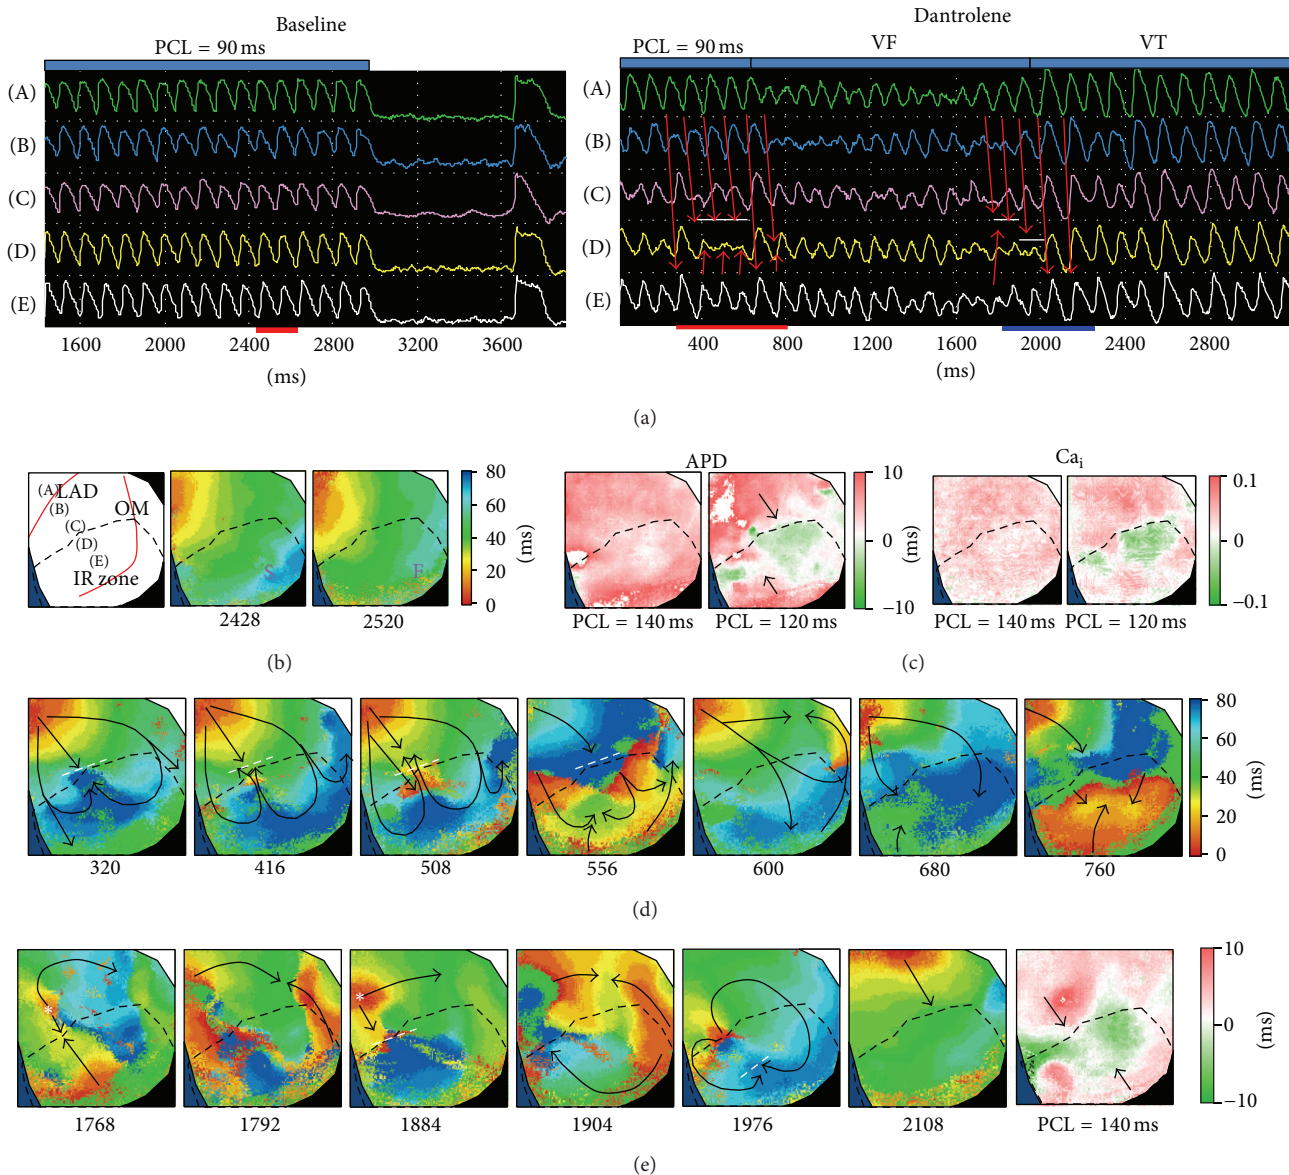 Baseline
PCL = 90 ms
(A)
(B)
(C)
(D)
(E)
1600 2000 2400 2800 3200 3600
(ms)
Dantrolene
PCL = 90 ms VF VT
(A)
(B)
(C)
(D)
(E)
400 800 1200 1600 2000 2400 2800
(ms)
(a)
(A) LAD
(B) OM
(C)
(D)
(E)
IR zone
S
F
2428 2520
80
60
40
20
0
(ms)
(b)
APD
PCL = 140 ms PCL = 120 ms
10
0
−10
(ms)
Cai
PCL = 140 ms PCL = 120 ms
0.1
0
−0.1
(c)
320 416 508 556 600 680 760
80
60
40
20
0
(ms)
(d)
* *
1768 1792 1884 1904 1976 2108 PCL = 140 ms
10
0
−10
(ms)
(e)